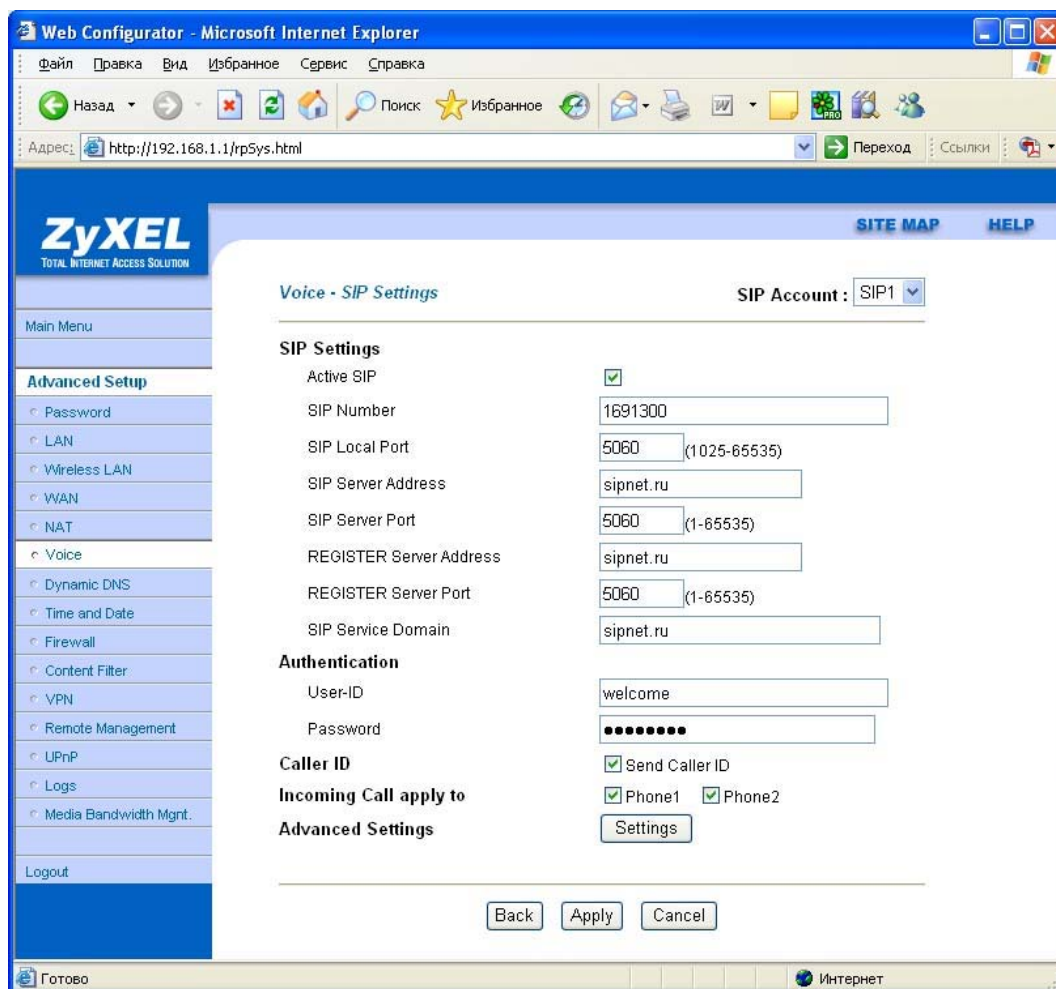 Web Configurator - Microsoft Internet Explorer
Файл Правка Вид Избранное Сервис Справка
Назад Поиск Избранное
Адрес: http://192.168.1.1/rpSys.html Переход Ссылки
SITE MAP HELP
ZyXEL
TOTAL INTERNET ACCESS SOLUTION
Main Menu
Advanced Setup
Password
LAN
Wireless LAN
WAN
NAT
Voice
Dynamic DNS
Time and Date
Firewall
Content Filter
VPN
Remote Management
UPnP
Logs
Media Bandwidth Mgnt.
Logout
Voice - SIP Settings SIP Account : SIP1
SIP Settings
Active SIP
SIP Number 1691300
SIP Local Port 5060 (1025-65535)
SIP Server Address sipnet.ru
SIP Server Port 5060 (1-65535)
REGISTER Server Address sipnet.ru
REGISTER Server Port 5060 (1-65535)
SIP Service Domain sipnet.ru
Authentication
User-ID welcome
Password ●●●●●●●●
Caller ID Send Caller ID
Incoming Call apply to Phone1 Phone2
Advanced Settings Settings
Back Apply Cancel
Готово Интернет